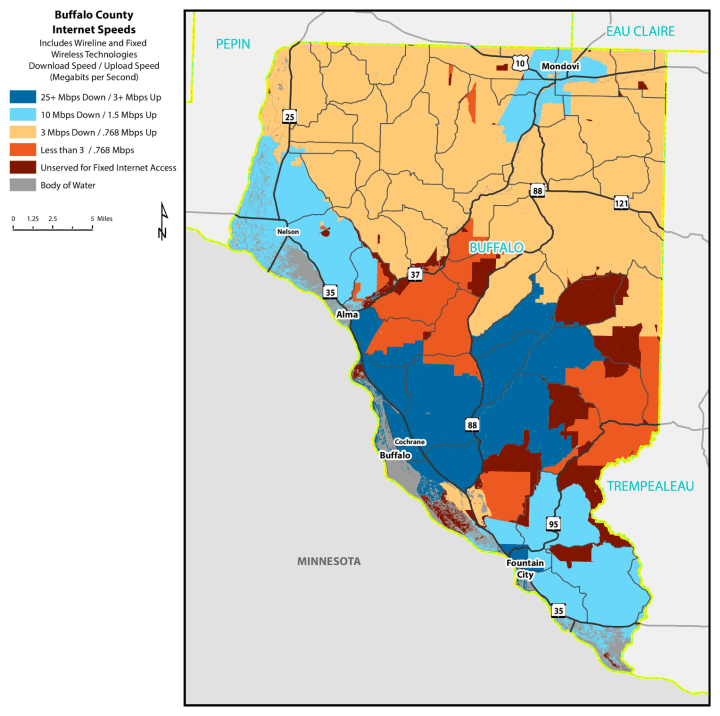 Buffalo County
Internet Speeds
Includes Wireline and Fixed
Wireless Technologies
Download Speed / Upload Speed
(Megabits per Second)
25+ Mbps Down / 3+ Mbps Up
10 Mbps Down / 1.5 Mbps Up
3 Mbps Down / .768 Mbps Up
Less than 3 / .768 Mbps
Unserved for Fixed Internet Access
Body of Water
0 1.25 2.5 5 Miles
N
PEPIN
EAU CLAIRE
10
Mondovi
25
88
121
Nelson
BUFFALO
37
35
Alma
88
Cochrane
Buffalo
TREMPEALEAU
95
MINNESOTA
Fountain
City
35